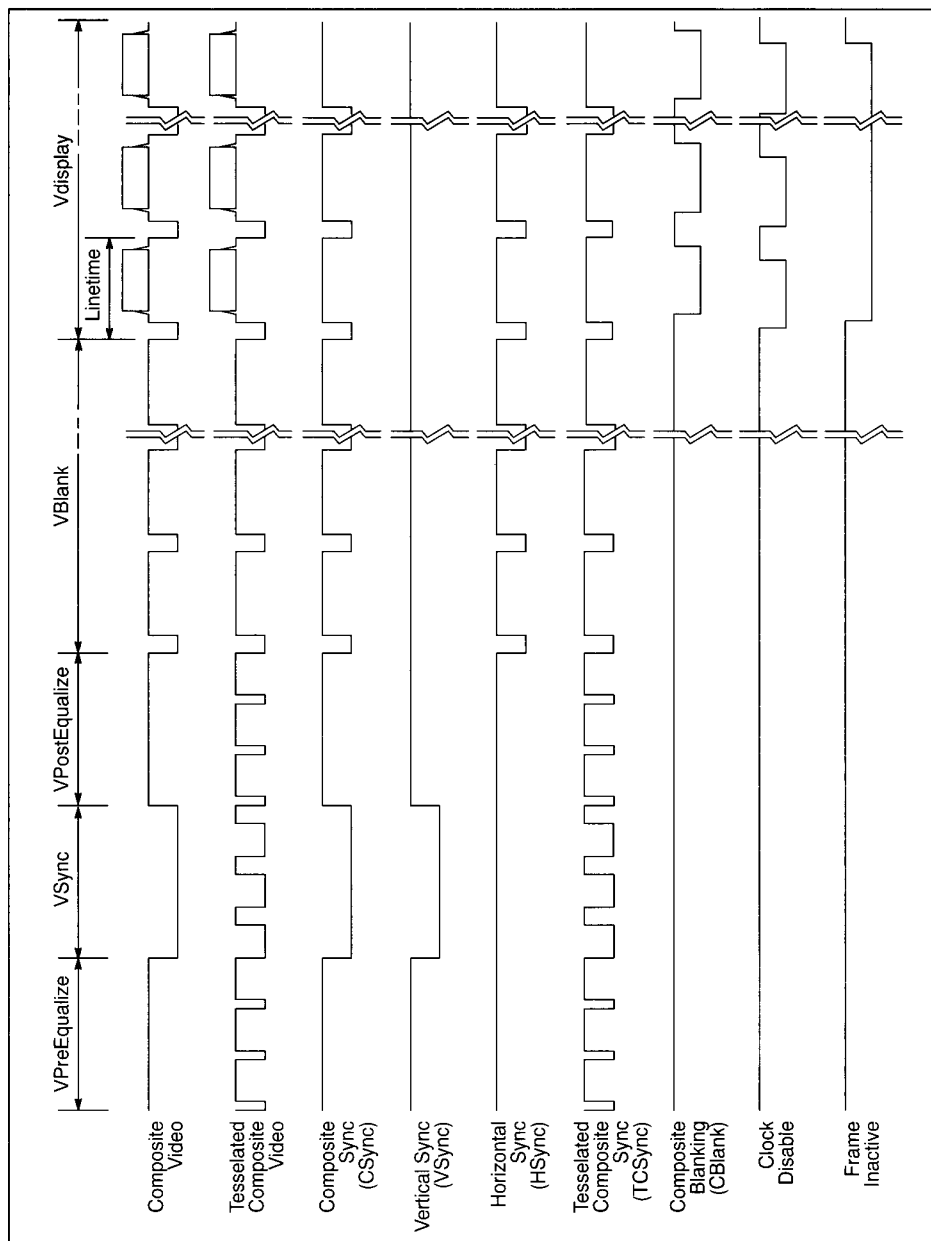 VPreEqualize
VSync
VPostEqualize
VBlank
Vdisplay
Linetime
Composite
Video
Tesselated
Composite
Video
Composite
Sync
(CSync)
Vertical Sync
(VSync)
Horizontal
Sync
(HSync)
Tesselated
Composite
Sync
(TCSync)
Composite
Blanking
(CBlank)
Clock
Disable
Frame
Inactive